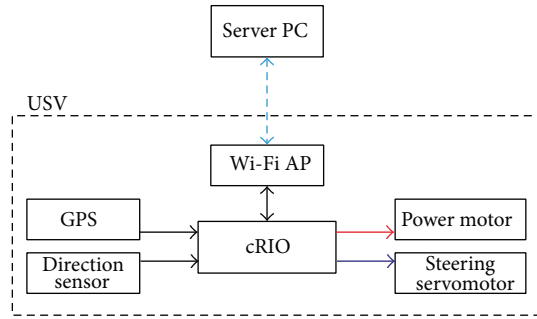 Server PC
USV
Wi-Fi AP
GPS
cRIO
Power motor
Direction
sensor
Steering
servomotor